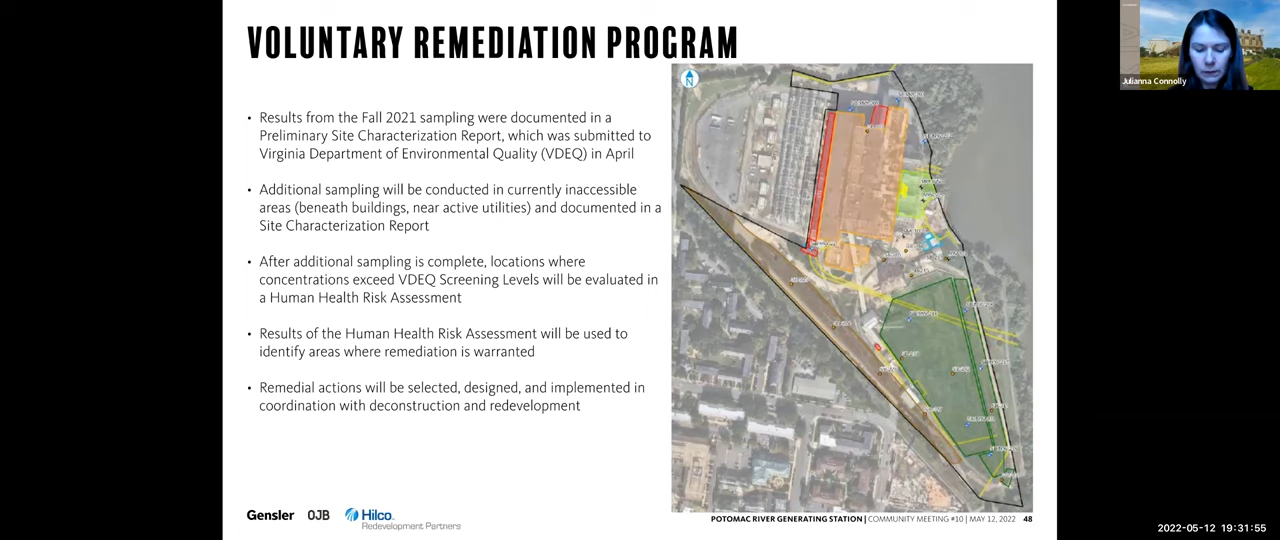 VOLUNTARY REMEDIATION PROGRAM
Julianna Connolly
• Results from the Fall 2021 sampling were documented in a
Preliminary Site Characterization Report, which was submitted to
Virginia Department of Environmental Quality (VDEQ) in April
• Additional sampling will be conducted in currently inaccessible
areas (beneath buildings, near active utilities) and documented in a
Site Characterization Report
• After additional sampling is complete, locations where
concentrations exceed VDEQ Screening Levels will be evaluated in
a Human Health Risk Assessment
• Results of the Human Health Risk Assessment will be used to
identify areas where remediation is warranted
• Remedial actions will be selected, designed, and implemented in
coordination with deconstruction and redevelopment
N
Gensler OJB Hilco
Redevelopment Partners
POTOMAC RIVER GENERATING STATION | COMMUNITY MEETING #10 | MAY 12, 2022 48
2022-05-12 19:31:55